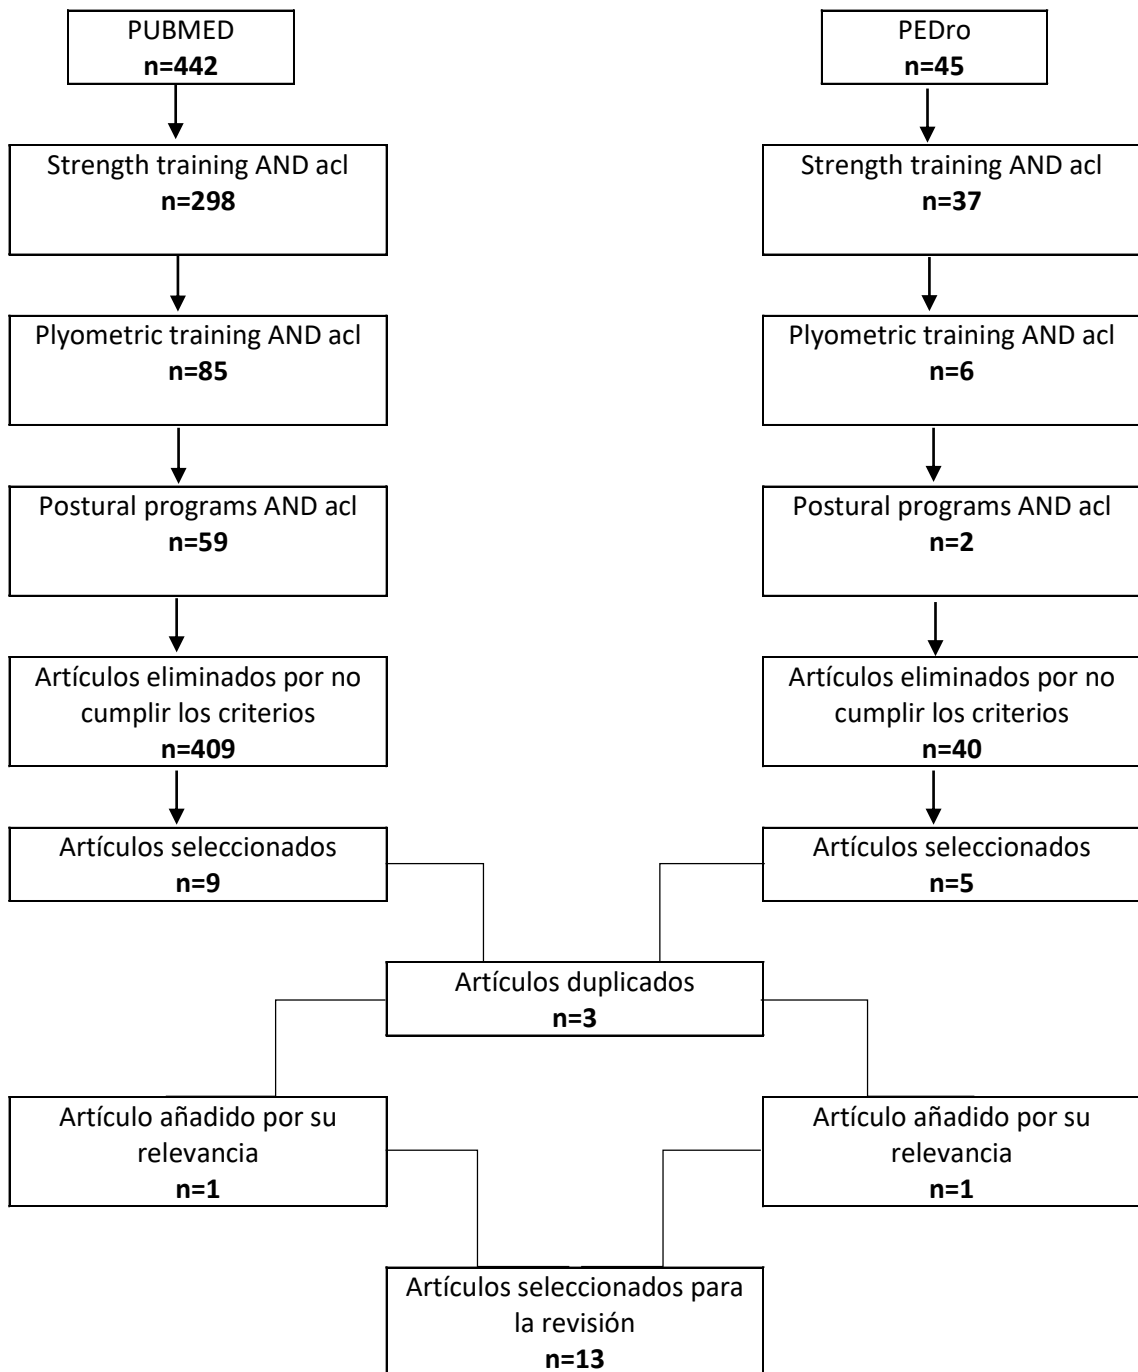 PUBMED
n=442
PEDro
n=45
Strength training AND acl
n=298
Strength training AND acl
n=37
Plyometric training AND acl
n=85
Plyometric training AND acl
n=6
Postural programs AND acl
n=59
Postural programs AND acl
n=2
Artículos eliminados por no
cumplir los criterios
n=409
Artículos eliminados por no
cumplir los criterios
n=40
Artículos seleccionados
n=9
Artículos seleccionados
n=5
Artículos duplicados
n=3
Artículo añadido por su
relevancia
n=1
Artículo añadido por su
relevancia
n=1
Artículos seleccionados para
la revisión
n=13